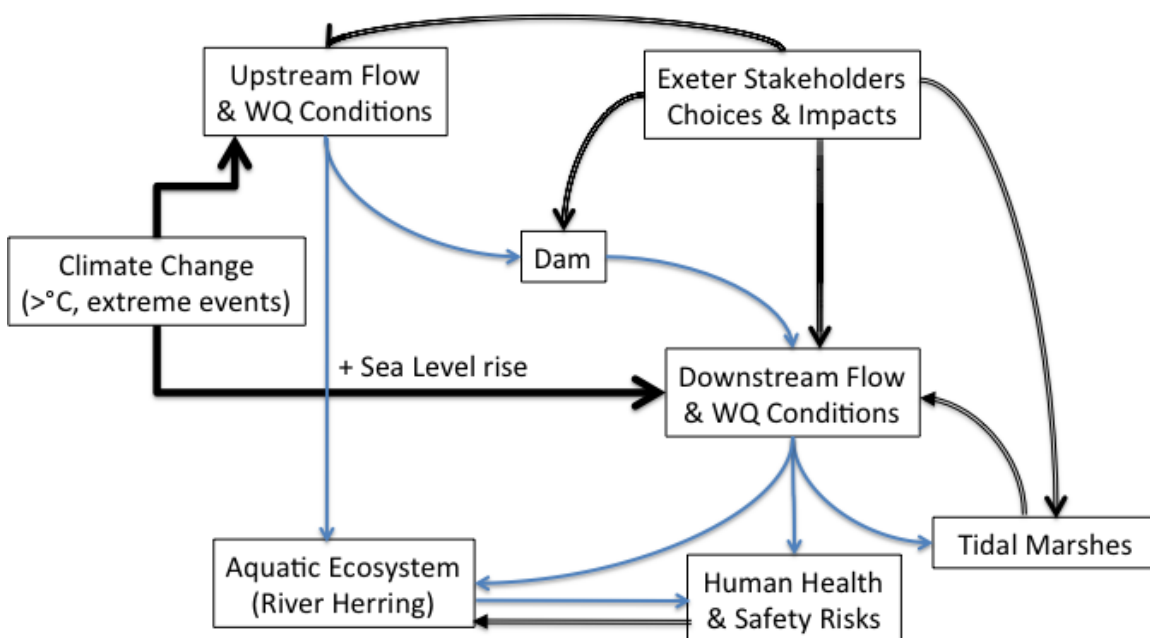 Upstream Flow
& WQ Conditions
Exeter Stakeholders
Choices & Impacts
Dam
Climate Change
(>°C, extreme events)
+ Sea Level rise
Downstream Flow
& WQ Conditions
Tidal Marshes
Aquatic Ecosystem
(River Herring)
Human Health
& Safety Risks